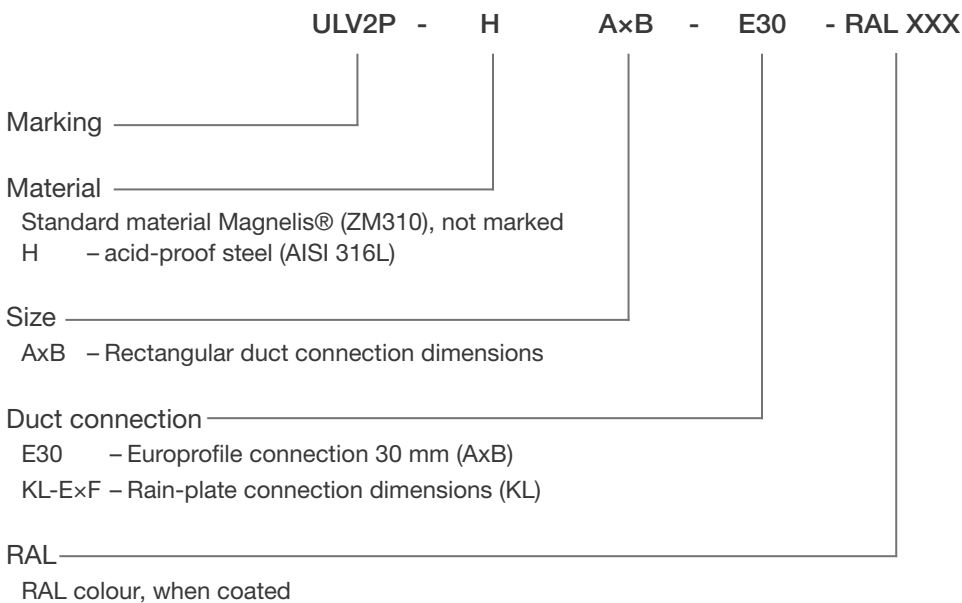 ULV2P - H A×B - E30 - RAL XXX
Marking
Material
Standard material Magnelis® (ZM310), not marked
H – acid-proof steel (AISI 316L)
Size
AxB – Rectangular duct connection dimensions
Duct connection
E30 – Europrofile connection 30 mm (AxB)
KL-E×F – Rain-plate connection dimensions (KL)
RAL
RAL colour, when coated